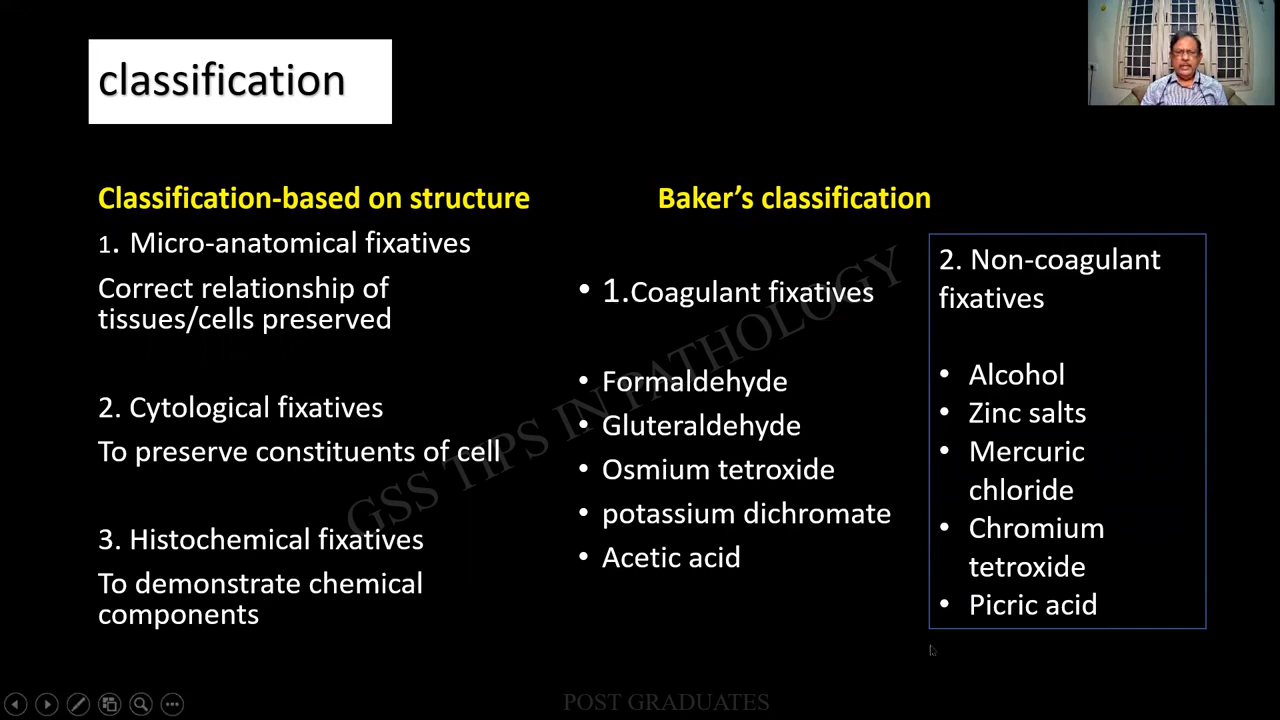 classification
Classification-based on structure
1. Micro-anatomical fixatives
Correct relationship of
tissues/cells preserved
2. Cytological fixatives
To preserve constituents of cell
3. Histochemical fixatives
To demonstrate chemical
components
Baker’s classification
• 1.Coagulant fixatives
• Formaldehyde
• Gluteraldehyde
• Osmium tetroxide
• potassium dichromate
• Acetic acid
2. Non-coagulant
fixatives
• Alcohol
• Zinc salts
• Mercuric
chloride
• Chromium
tetroxide
• Picric acid
GSS TIPS IN PATHOLOGY
POST GRADUATES